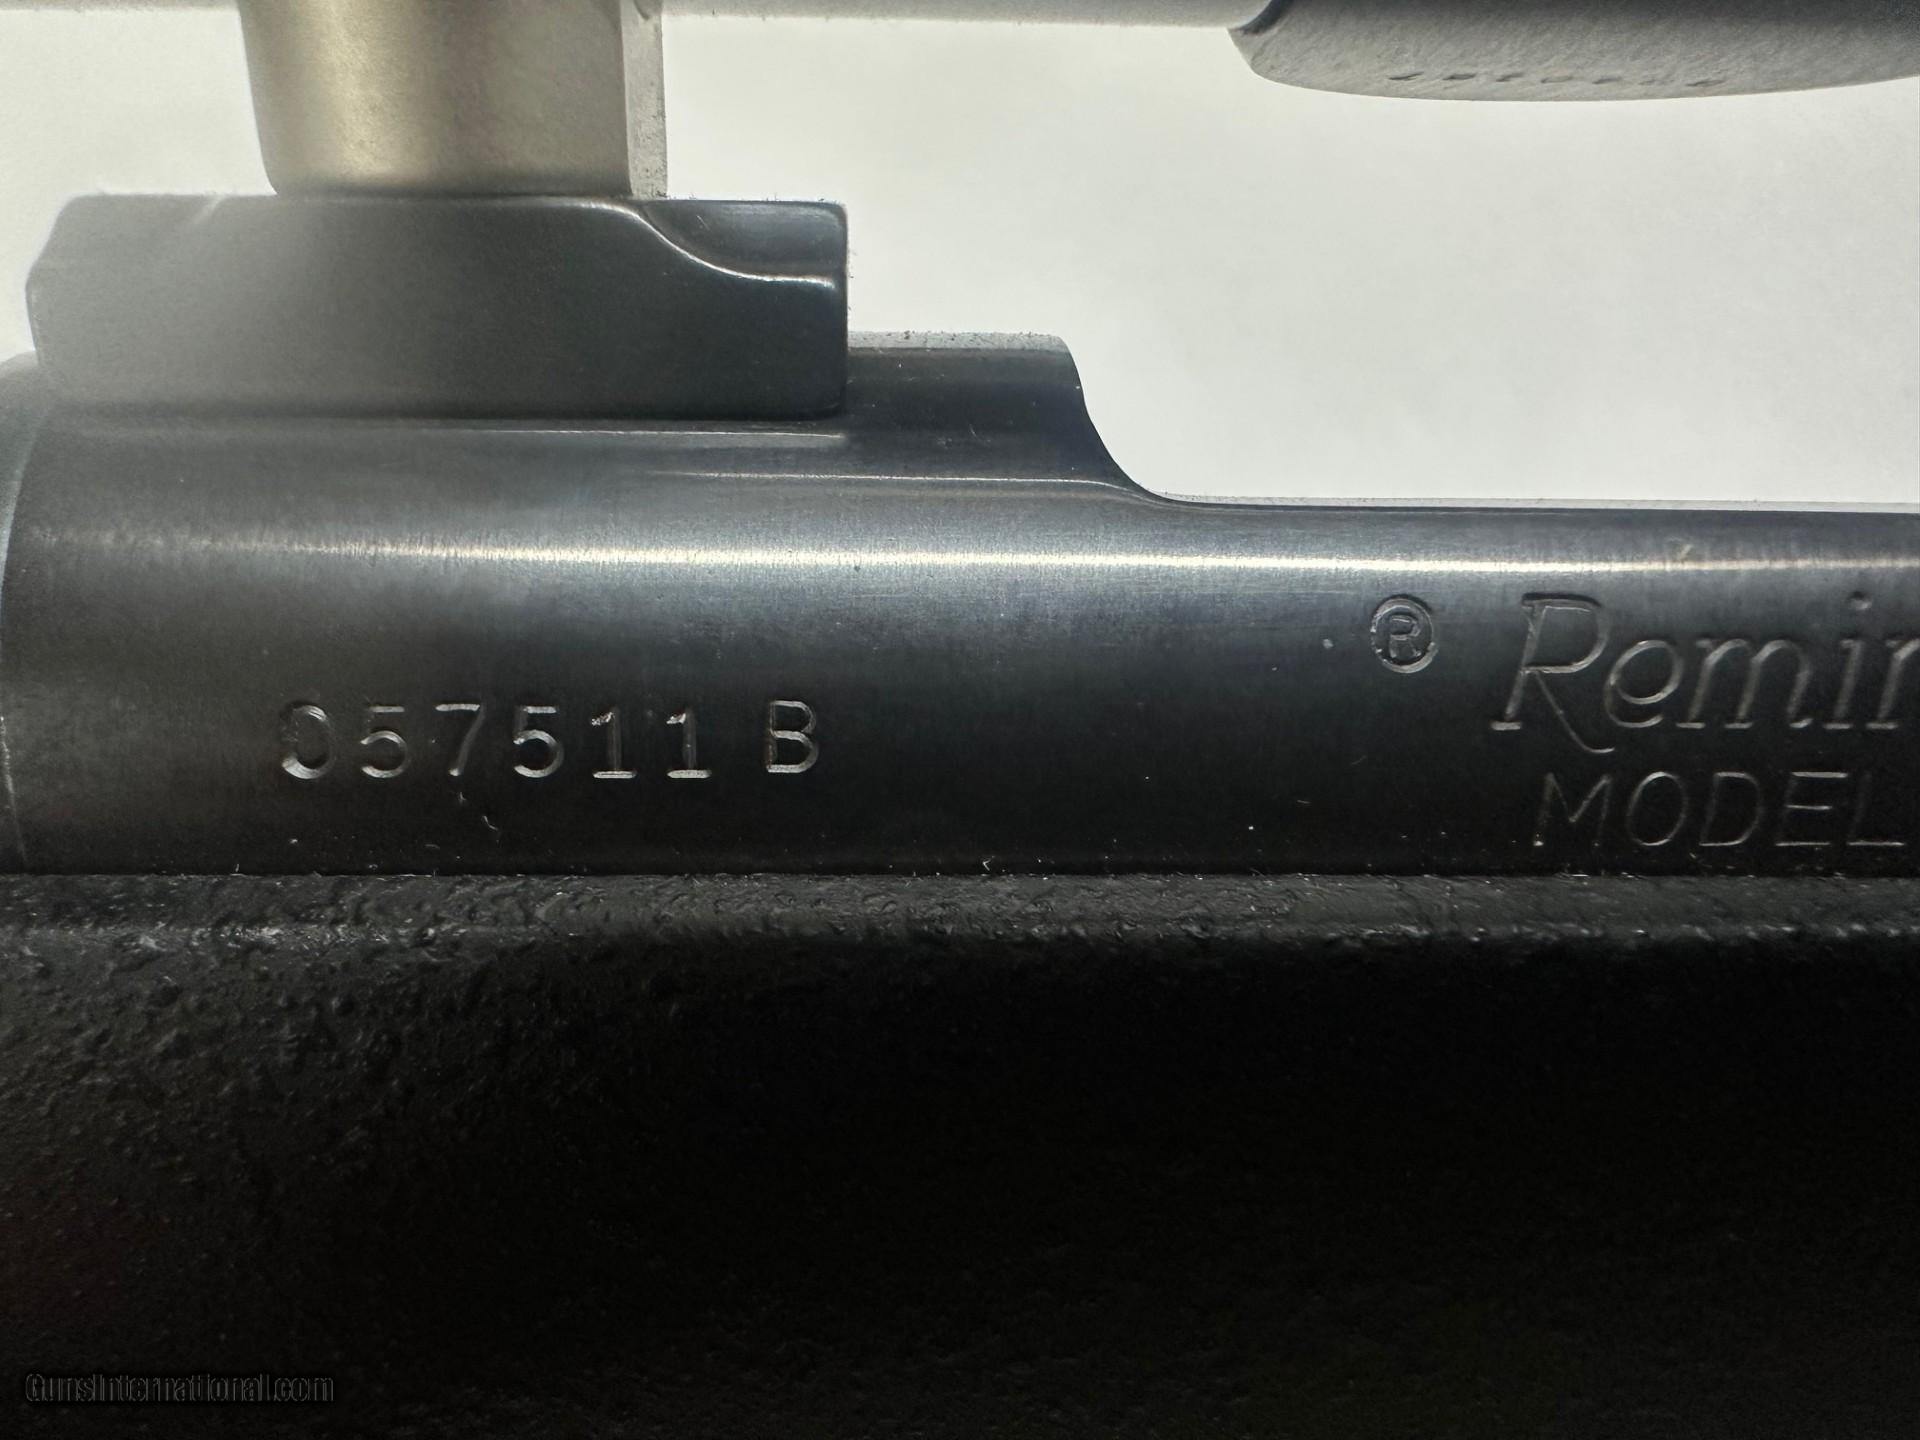 057511 B
® Remin
MODEL
GunsInternational.com